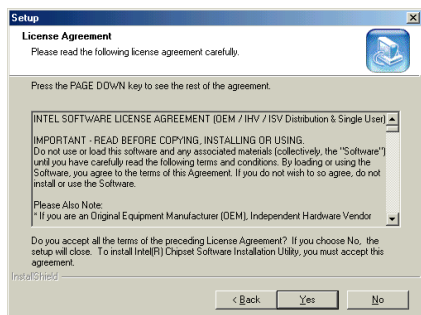 Setup
License Agreement
Please read the following license agreement carefully.
Press the PAGE DOWN key to see the rest of the agreement.
INTEL SOFTWARE LICENSE AGREEMENT (OEM / IHV / ISV Distribution & Single User)
IMPORTANT - READ BEFORE COPYING, INSTALLING OR USING.
Do not use or load this software and any associated materials (collectively, the "Software")
until you have carefully read the following terms and conditions. By loading or using the
Software, you agree to the terms of this Agreement. If you do not wish to so agree, do not
install or use the Software.
Please Also Note:
* If you are an Original Equipment Manufacturer (OEM), Independent Hardware Vendor
Do you accept all the terms of the preceding License Agreement? If you choose No, the
setup will close. To install Intel(R) Chipset Software Installation Utility, you must accept this
agreement.
InstallShield
< Back Yes No